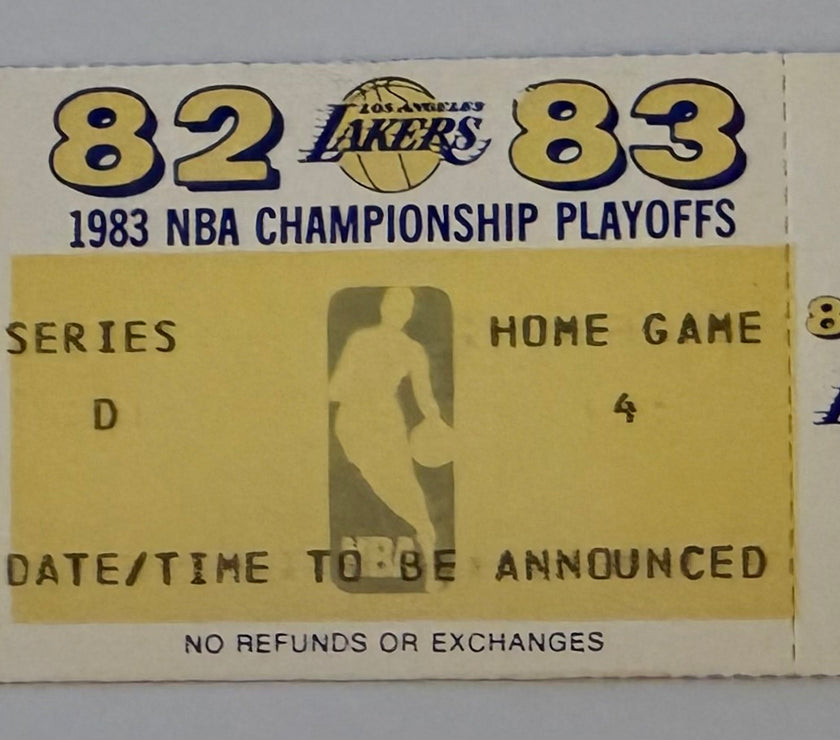 82 LOS ANGELES LAKERS 83
1983 NBA CHAMPIONSHIP PLAYOFFS
SERIES HOME GAME
D 4
NBA
DATE/TIME TO BE ANNOUNCED
NO REFUNDS OR EXCHANGES
8